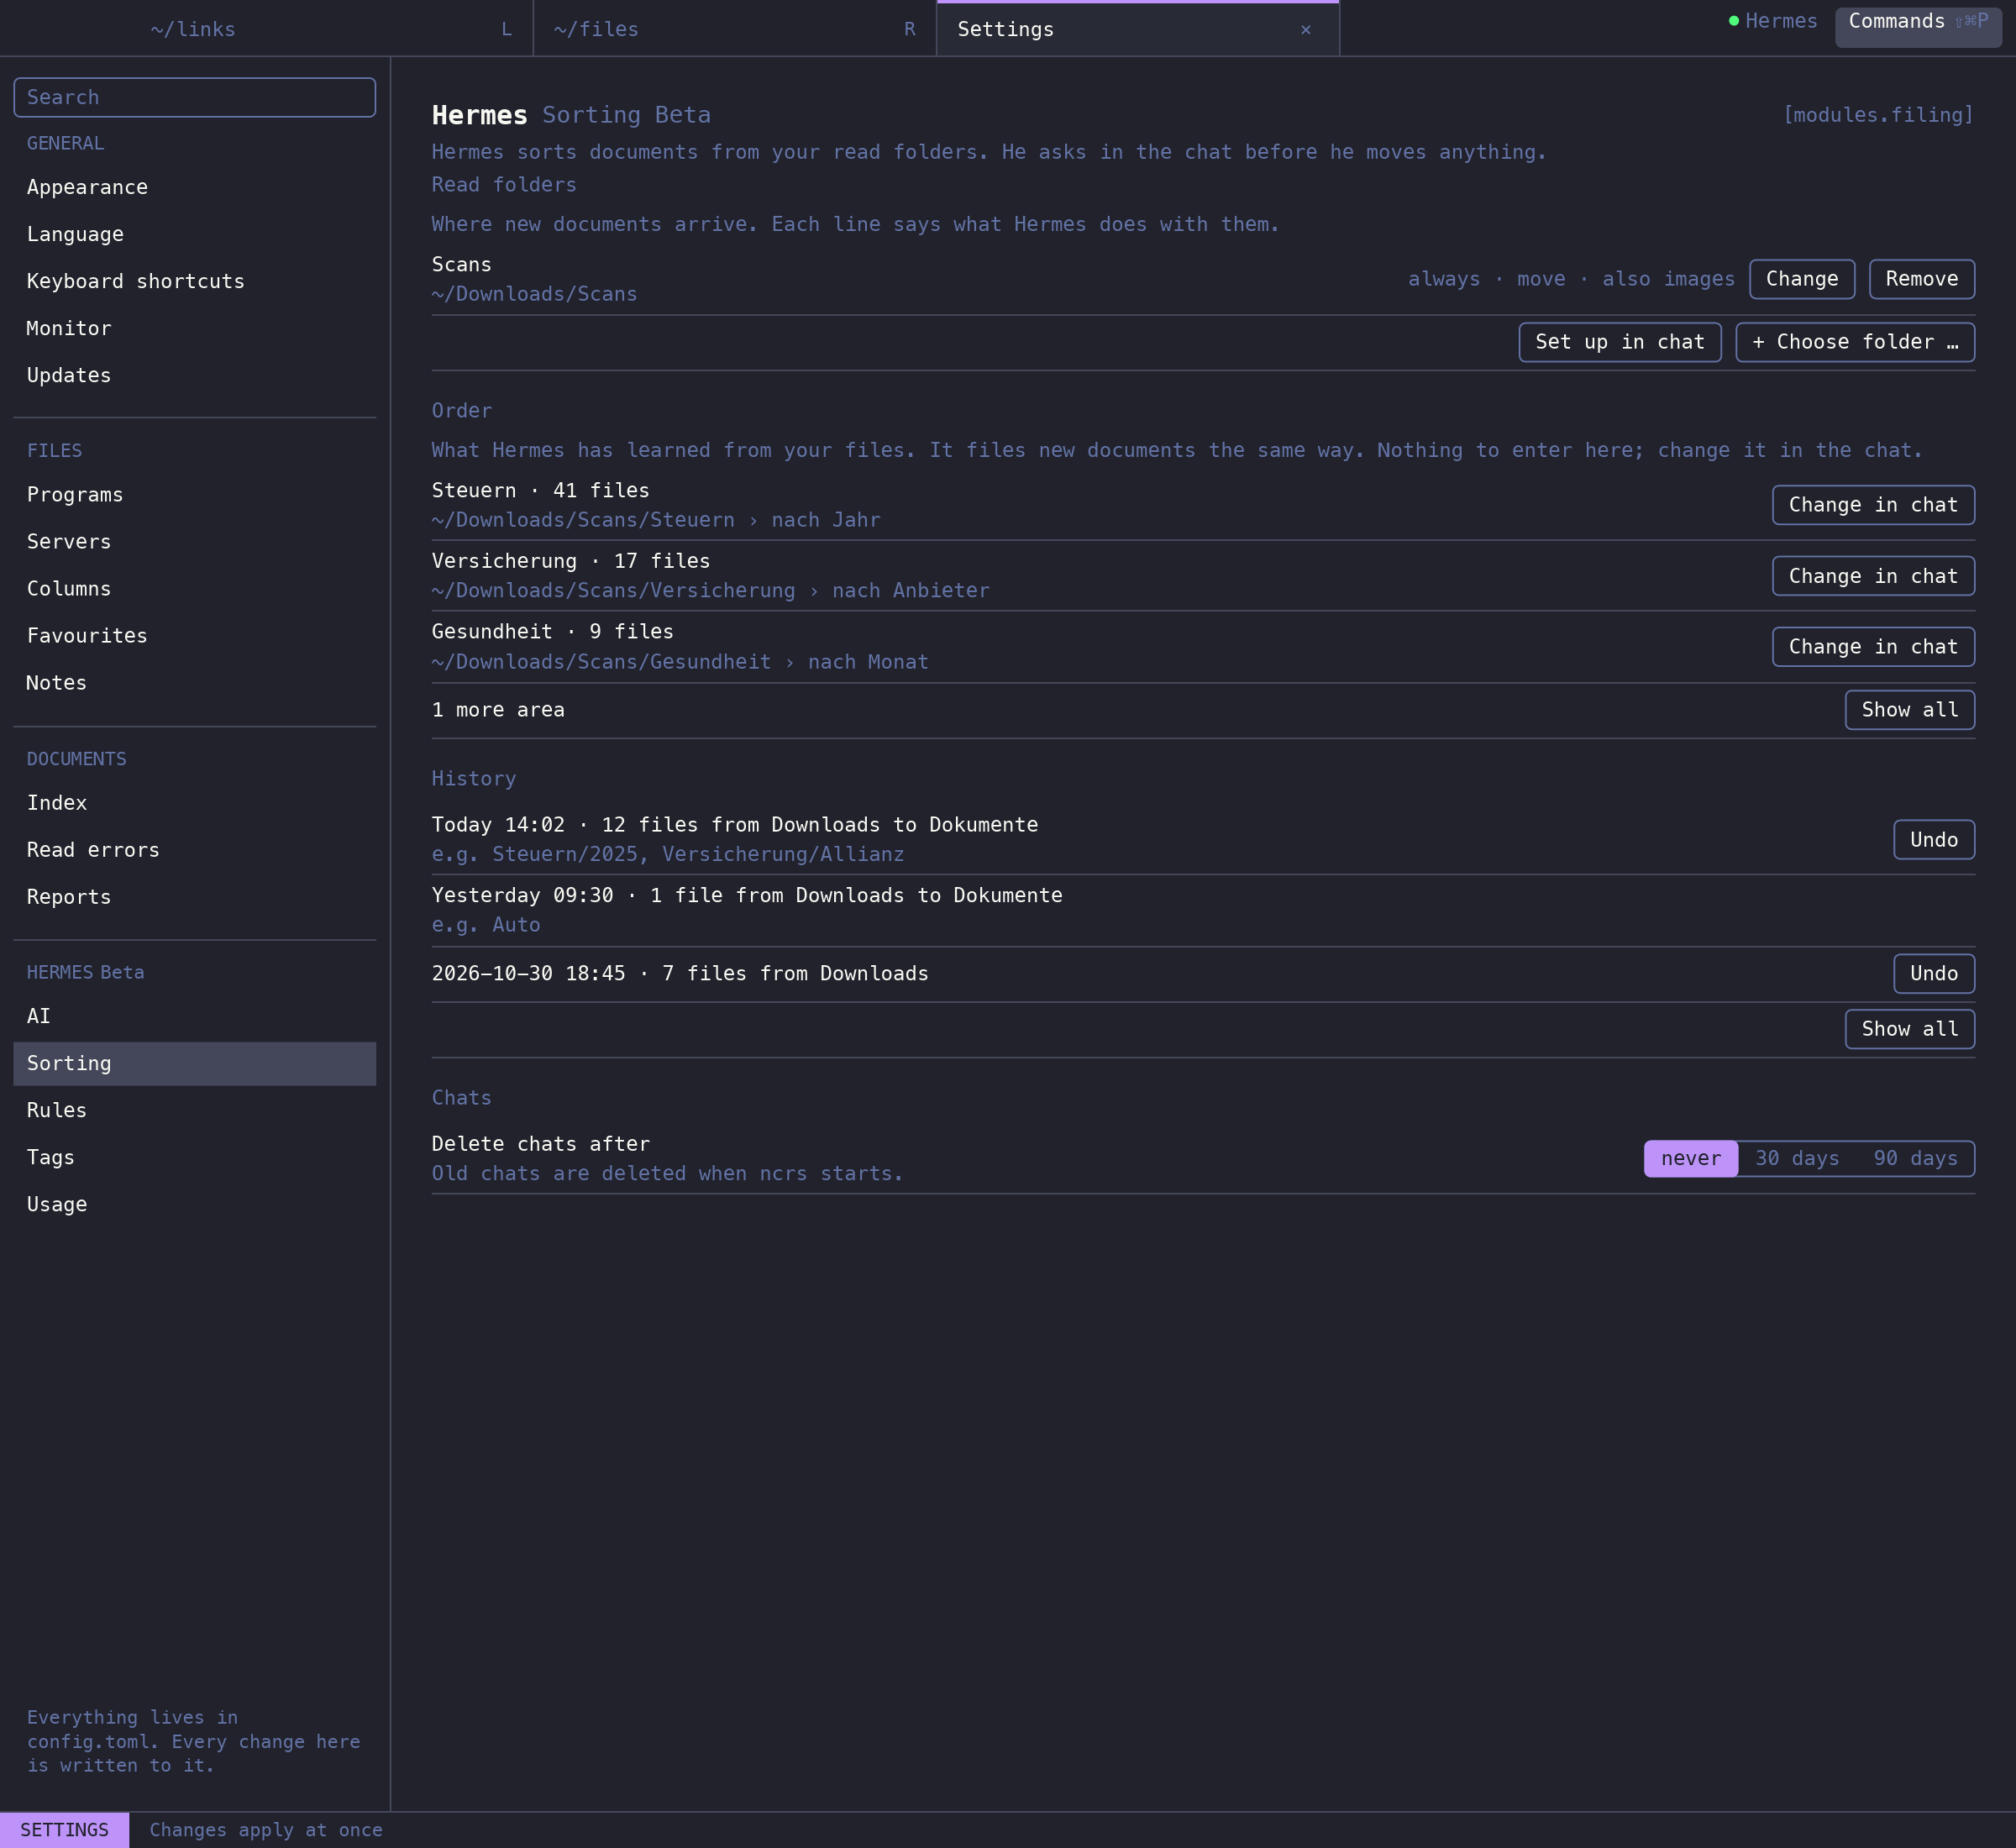 ~/links L ~/files R Settings × Hermes Commands ⇧⌘P
Search
GENERAL
Appearance
Language
Keyboard shortcuts
Monitor
Updates
FILES
Programs
Servers
Columns
Favourites
Notes
DOCUMENTS
Index
Read errors
Reports
HERMES Beta
AI
Sorting
Rules
Tags
Usage
Everything lives in
config.toml. Every change here
is written to it.
Hermes Sorting Beta [modules.filing]
Hermes sorts documents from your read folders. He asks in the chat before he moves anything.
Read folders
Where new documents arrive. Each line says what Hermes does with them.
Scans
~/Downloads/Scans
always · move · also images Change Remove
Set up in chat + Choose folder …
Order
What Hermes has learned from your files. It files new documents the same way. Nothing to enter here; change it in the chat.
Steuern · 41 files
~/Downloads/Scans/Steuern › nach Jahr
Change in chat
Versicherung · 17 files
~/Downloads/Scans/Versicherung › nach Anbieter
Change in chat
Gesundheit · 9 files
~/Downloads/Scans/Gesundheit › nach Monat
Change in chat
1 more area Show all
History
Today 14:02 · 12 files from Downloads to Dokumente
e.g. Steuern/2025, Versicherung/Allianz
Undo
Yesterday 09:30 · 1 file from Downloads to Dokumente
e.g. Auto
2026–10–30 18:45 · 7 files from Downloads Undo
Show all
Chats
Delete chats after
Old chats are deleted when ncrs starts.
never 30 days 90 days
SETTINGS Changes apply at once